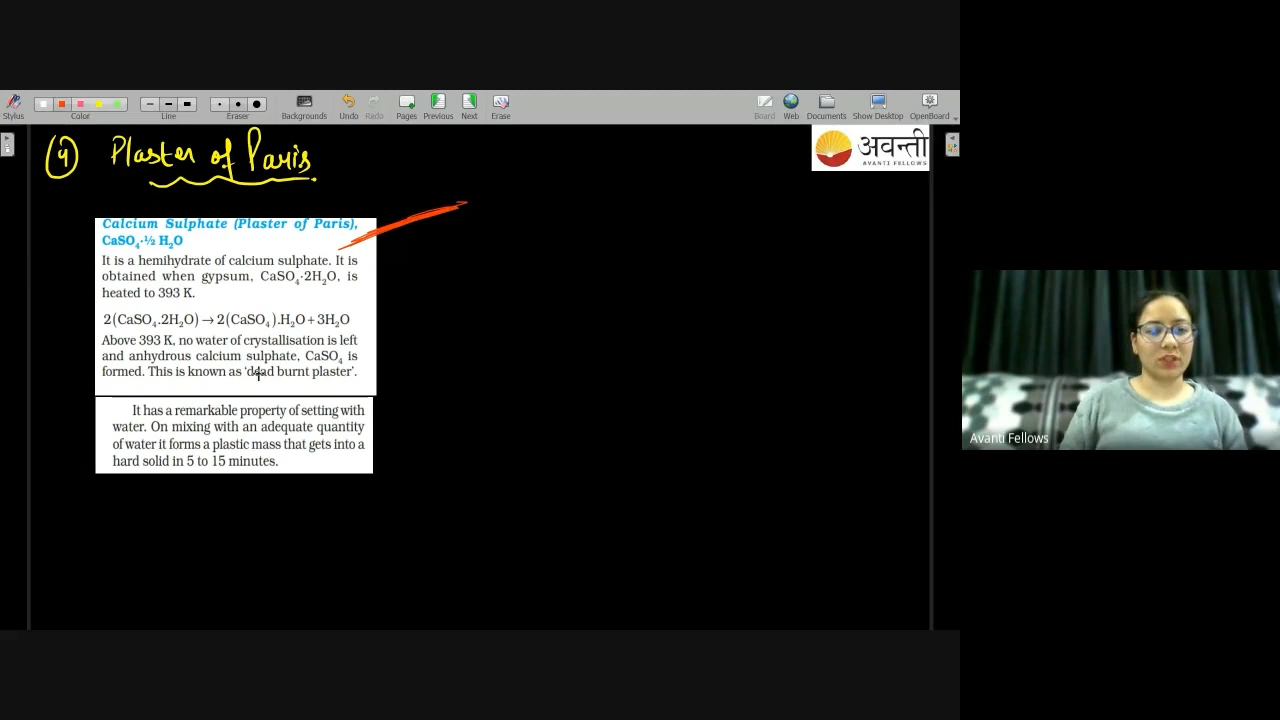 Stylus
Color
Line
Eraser
Backgrounds
Undo
Redo
Pages
Previous
Next
Erase
Board
Web
Documents
Show Desktop
OpenBoard
(4) Plaster of Paris
अवन्ती
AVANTI FELLOWS
Calcium Sulphate (Plaster of Paris),
CaSO₄·½ H₂O
It is a hemihydrate of calcium sulphate. It is
obtained when gypsum, CaSO₄·2H₂O, is
heated to 393 K.
2(CaSO₄.2H₂O) → 2(CaSO₄).H₂O + 3H₂O
Above 393 K, no water of crystallisation is left
and anhydrous calcium sulphate, CaSO₄ is
formed. This is known as ‘dead burnt plaster’.
It has a remarkable property of setting with
water. On mixing with an adequate quantity
of water it forms a plastic mass that gets into a
hard solid in 5 to 15 minutes.
Avanti Fellows